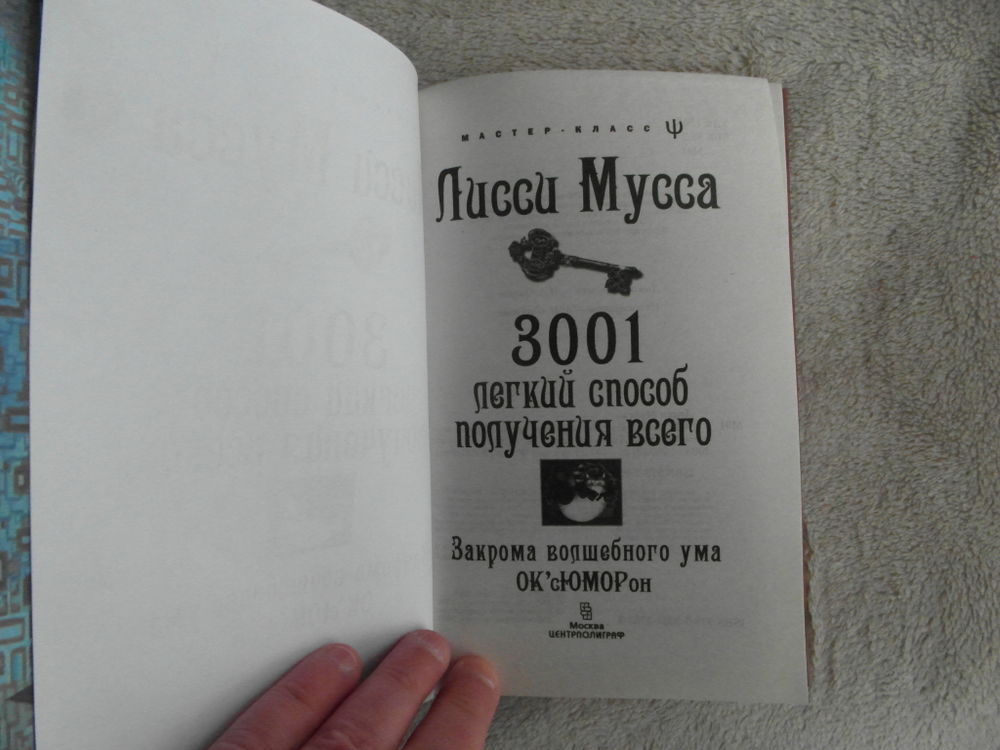 МАСТЕР·КЛАСС Ψ
Лисси Мусса
3001
легкий способ
получения всего
Закрома волшебного ума
ОК'сЮМОРон
Москва
ЦЕНТРПОЛИГРАФ